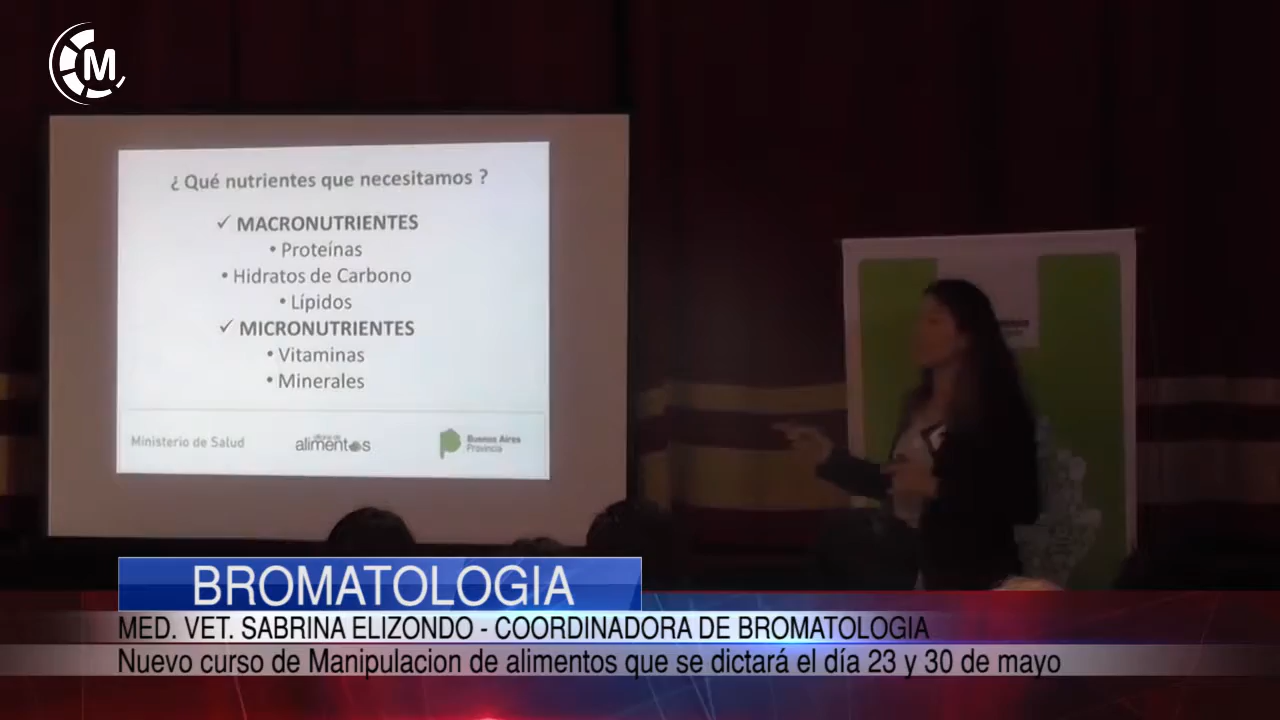 M
¿ Qué nutrientes que necesitamos ?
✓ MACRONUTRIENTES
• Proteínas
• Hidratos de Carbono
• Lípidos
✓ MICRONUTRIENTES
• Vitaminas
• Minerales
Ministerio de Salud
alimentos
Buenos Aires
Provincia
BROMATOLOGIA
MED. VET. SABRINA ELIZONDO - COORDINADORA DE BROMATOLOGIA
Nuevo curso de Manipulacion de alimentos que se dictará el día 23 y 30 de mayo